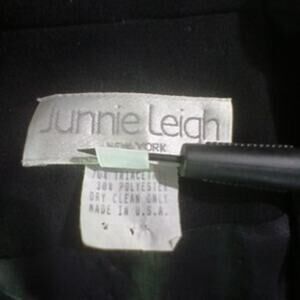 Junnie Leigh
NEW YORK
30% POLYESTER
DRY CLEAN ONLY
MADE IN U.S.A.